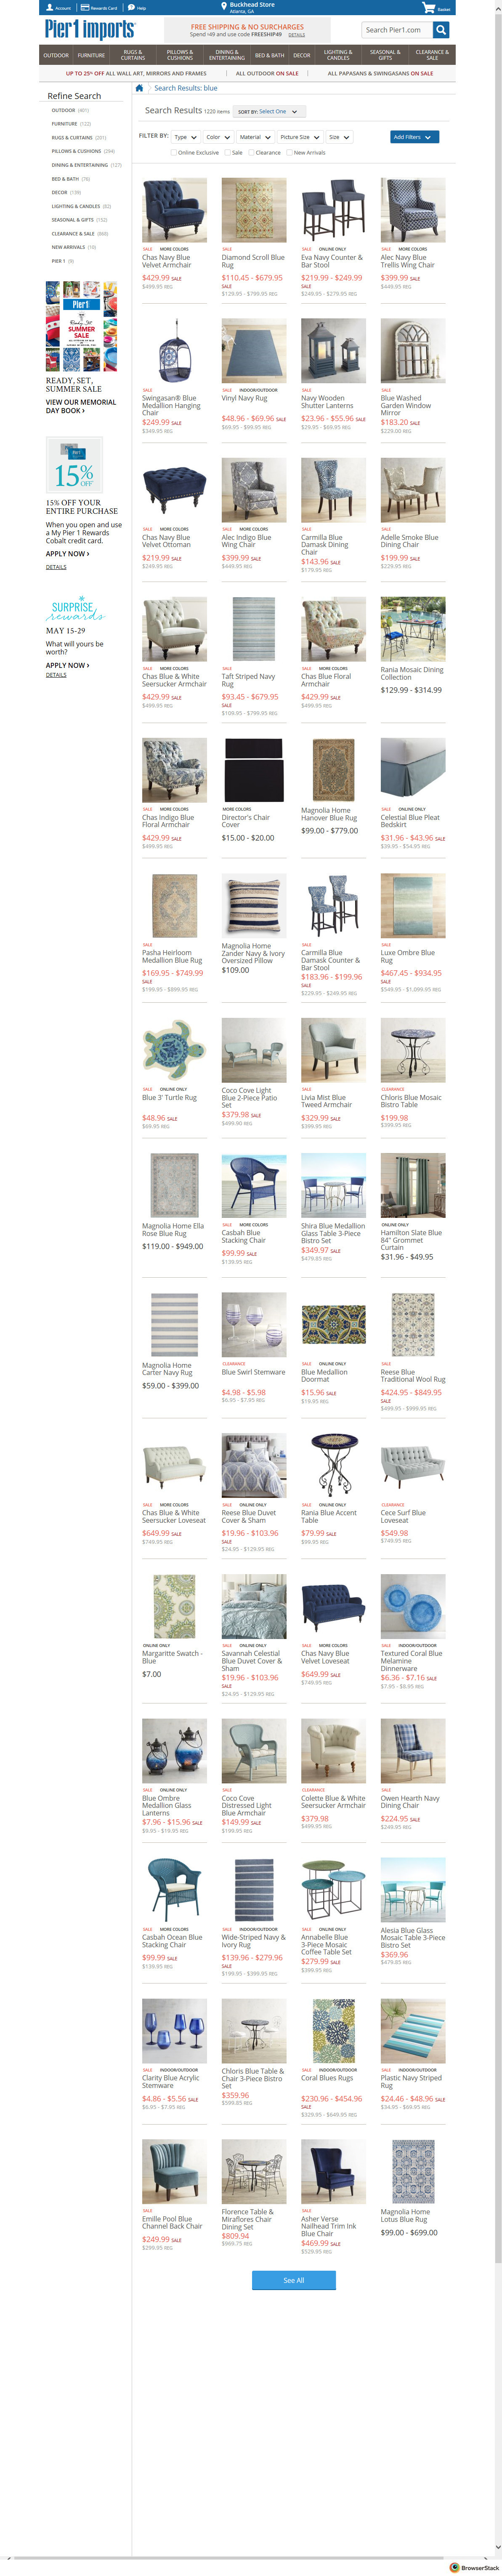 Account
Rewards Card
Help
Buckhead Store
Atlanta, GA
Basket
Pier1 imports
FREE SHIPPING & NO SURCHARGES
Spend $49 and use code FREESHIP49 DETAILS
Search Pier1.com
OUTDOOR
FURNITURE
RUGS & CURTAINS
PILLOWS & CUSHIONS
DINING & ENTERTAINING
BED & BATH
DECOR
LIGHTING & CANDLES
SEASONAL & GIFTS
CLEARANCE & SALE
UP TO 25% OFF ALL WALL ART, MIRRORS AND FRAMES
ALL OUTDOOR ON SALE
ALL PAPASANS & SWINGASANS ON SALE
Refine Search
OUTDOOR (401)
FURNITURE (122)
RUGS & CURTAINS (201)
PILLOWS & CUSHIONS (294)
DINING & ENTERTAINING (127)
BED & BATH (76)
DECOR (139)
LIGHTING & CANDLES (82)
SEASONAL & GIFTS (152)
CLEARANCE & SALE (860)
NEW ARRIVALS (10)
PIER 1 (9)
Pier1
Ready, Set
SUMMER
SALE
READY, SET,
SUMMER SALE
VIEW OUR MEMORIAL
DAY BOOK ›
15%
OFF
15% OFF YOUR
ENTIRE PURCHASE
When you open and use
a My Pier 1 Rewards
Cobalt credit card.
APPLY NOW ›
DETAILS
SURPRISE
rewards
MAY 15-29
What will yours be
worth?
APPLY NOW ›
DETAILS
Search Results: blue
Search Results 1220 items
SORT BY: Select One
FILTER BY:
Type
Color
Material
Picture Size
Size
Add Filters
Online Exclusive
Sale
Clearance
New Arrivals
SALE MORE COLORS
Chas Navy Blue
Velvet Armchair
$429.99 SALE
$499.95 REG
SALE
Diamond Scroll Blue
Rug
$110.45 - $679.95
SALE
$129.95 - $799.95 REG
SALE ONLINE ONLY
Eva Navy Counter &
Bar Stool
$219.99 - $249.99
SALE
$249.95 - $279.95 REG
SALE MORE COLORS
Alec Navy Blue
Trellis Wing Chair
$399.99 SALE
$449.95 REG
SALE
Swingasan® Blue
Medallion Hanging
Chair
$249.99 SALE
$349.95 REG
SALE INDOOR/OUTDOOR
Vinyl Navy Rug
$48.96 - $69.96 SALE
$69.95 - $99.95 REG
SALE
Navy Wooden
Shutter Lanterns
$23.96 - $55.96 SALE
$29.95 - $69.95 REG
SALE
Blue Washed
Garden Window
Mirror
$183.20 SALE
$229.00 REG
SALE MORE COLORS
Chas Navy Blue
Velvet Ottoman
$219.99 SALE
$249.95 REG
SALE MORE COLORS
Alec Indigo Blue
Wing Chair
$399.99 SALE
$449.95 REG
SALE
Carmilla Blue
Damask Dining
Chair
$143.96 SALE
$179.95 REG
SALE
Adelle Smoke Blue
Dining Chair
$199.99 SALE
$229.95 REG
SALE MORE COLORS
Chas Blue & White
Seersucker Armchair
$429.99 SALE
$499.95 REG
SALE
Taft Striped Navy
Rug
$93.45 - $679.95
SALE
$109.95 - $799.95 REG
SALE MORE COLORS
Chas Blue Floral
Armchair
$429.99 SALE
$499.95 REG
Rania Mosaic Dining
Collection
$129.99 - $314.99
SALE MORE COLORS
Chas Indigo Blue
Floral Armchair
$429.99 SALE
$499.95 REG
MORE COLORS
Director's Chair
Cover
$15.00 - $20.00
Magnolia Home
Hanover Blue Rug
$99.00 - $779.00
SALE ONLINE ONLY
Celestial Blue Pleat
Bedskirt
$31.96 - $43.96 SALE
$39.95 - $54.95 REG
SALE
Pasha Heirloom
Medallion Blue Rug
$169.95 - $749.99
SALE
$199.95 - $899.95 REG
Magnolia Home
Zander Navy & Ivory
Oversized Pillow
$109.00
SALE
Carmilla Blue
Damask Counter &
Bar Stool
$183.96 - $199.96
SALE
$229.95 - $249.95 REG
SALE
Luxe Ombre Blue
Rug
$467.45 - $934.95
SALE
$549.95 - $1,099.95 REG
SALE ONLINE ONLY
Blue 3' Turtle Rug
$48.96 SALE
$69.95 REG
Coco Cove Light
Blue 2-Piece Patio
Set
$379.98 SALE
$499.90 REG
SALE
Livia Mist Blue
Tweed Armchair
$329.99 SALE
$399.95 REG
CLEARANCE
Chloris Blue Mosaic
Bistro Table
$199.98
$399.95 REG
Magnolia Home Ella
Rose Blue Rug
$119.00 - $949.00
SALE MORE COLORS
Casbah Blue
Stacking Chair
$99.99 SALE
$139.95 REG
Shira Blue Medallion
Glass Table 3-Piece
Bistro Set
$349.97 SALE
$479.85 REG
ONLINE ONLY
Hamilton Slate Blue
84" Grommet
Curtain
$31.96 - $49.95
Magnolia Home
Carter Navy Rug
$59.00 - $399.00
CLEARANCE
Blue Swirl Stemware
$4.98 - $5.98
$6.95 - $7.95 REG
SALE ONLINE ONLY
Blue Medallion
Doormat
$15.96 SALE
$19.95 REG
SALE
Reese Blue
Traditional Wool Rug
$424.95 - $849.95
SALE
$499.95 - $999.95 REG
SALE MORE COLORS
Chas Blue & White
Seersucker Loveseat
$649.99 SALE
$749.95 REG
SALE ONLINE ONLY
Reese Blue Duvet
Cover & Sham
$19.96 - $103.96
SALE
$24.95 - $129.95 REG
SALE ONLINE ONLY
Rania Blue Accent
Table
$79.99 SALE
$99.95 REG
CLEARANCE
Cece Surf Blue
Loveseat
$549.98
$749.95 REG
ONLINE ONLY
Margaritte Swatch -
Blue
$7.00
SALE ONLINE ONLY
Savannah Celestial
Blue Duvet Cover &
Sham
$19.96 - $103.96
SALE
$24.95 - $129.95 REG
SALE MORE COLORS
Chas Navy Blue
Velvet Loveseat
$649.99 SALE
$749.95 REG
SALE INDOOR/OUTDOOR
Textured Coral Blue
Melamine
Dinnerware
$6.36 - $7.16 SALE
$7.95 - $8.95 REG
SALE ONLINE ONLY
Blue Ombre
Medallion Glass
Lanterns
$7.96 - $15.96 SALE
$9.95 - $19.95 REG
SALE
Coco Cove
Distressed Light
Blue Armchair
$149.99 SALE
$199.95 REG
CLEARANCE
Colette Blue & White
Seersucker Armchair
$379.98
$499.95 REG
SALE
Owen Hearth Navy
Dining Chair
$224.95 SALE
$249.95 REG
SALE MORE COLORS
Casbah Ocean Blue
Stacking Chair
$99.99 SALE
$139.95 REG
SALE INDOOR/OUTDOOR
Wide-Striped Navy &
Ivory Rug
$139.96 - $279.96
SALE
$199.95 - $399.95 REG
SALE ONLINE ONLY
Annabelle Blue
3-Piece Mosaic
Coffee Table Set
$279.99 SALE
$399.95 REG
Alesia Blue Glass
Mosaic Table 3-Piece
Bistro Set
$369.96
$479.85 REG
SALE INDOOR/OUTDOOR
Clarity Blue Acrylic
Stemware
$4.86 - $5.56 SALE
$6.95 - $7.95 REG
Chloris Blue Table &
Chair 3-Piece Bistro
Set
$359.96
$599.85 REG
SALE INDOOR/OUTDOOR
Coral Blues Rugs
$230.96 - $454.96
SALE
$329.95 - $649.95 REG
SALE INDOOR/OUTDOOR
Plastic Navy Striped
Rug
$24.46 - $48.96 SALE
$34.95 - $69.95 REG
SALE
Emille Pool Blue
Channel Back Chair
$249.99 SALE
$299.95 REG
Florence Table &
Miraflores Chair
Dining Set
$809.94
$969.75 REG
SALE
Asher Verse
Nailhead Trim Ink
Blue Chair
$469.99 SALE
$529.95 REG
Magnolia Home
Lotus Blue Rug
$99.00 - $699.00
See All
BrowserStack